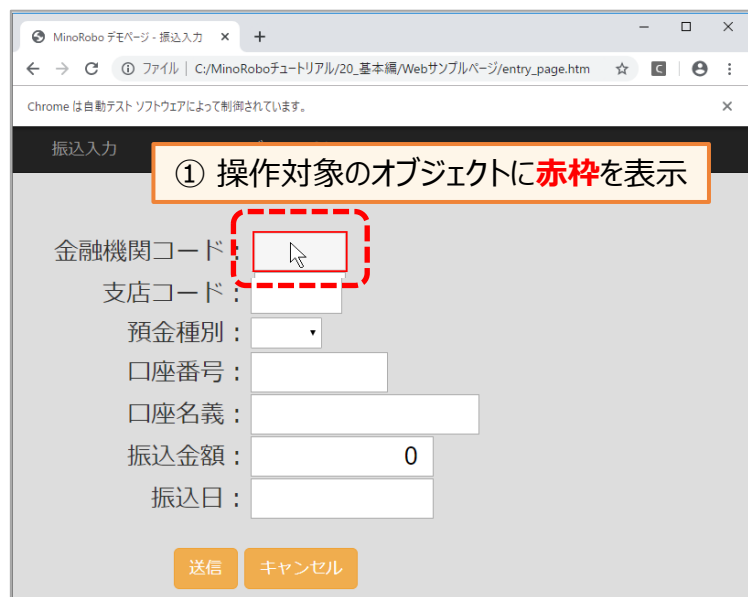 MinoRobo デモページ - 振込入力
ファイル | C:/MinoRoboチュートリアル/20_基本編/Webサンプルページ/entry_page.htm
Chrome は自動テスト ソフトウェアによって制御されています。
振込入力
① 操作対象のオブジェクトに赤枠を表示
金融機関コード：
支店コード：
預金種別：
口座番号：
口座名義：
振込金額： 0
振込日：
送信 キャンセル